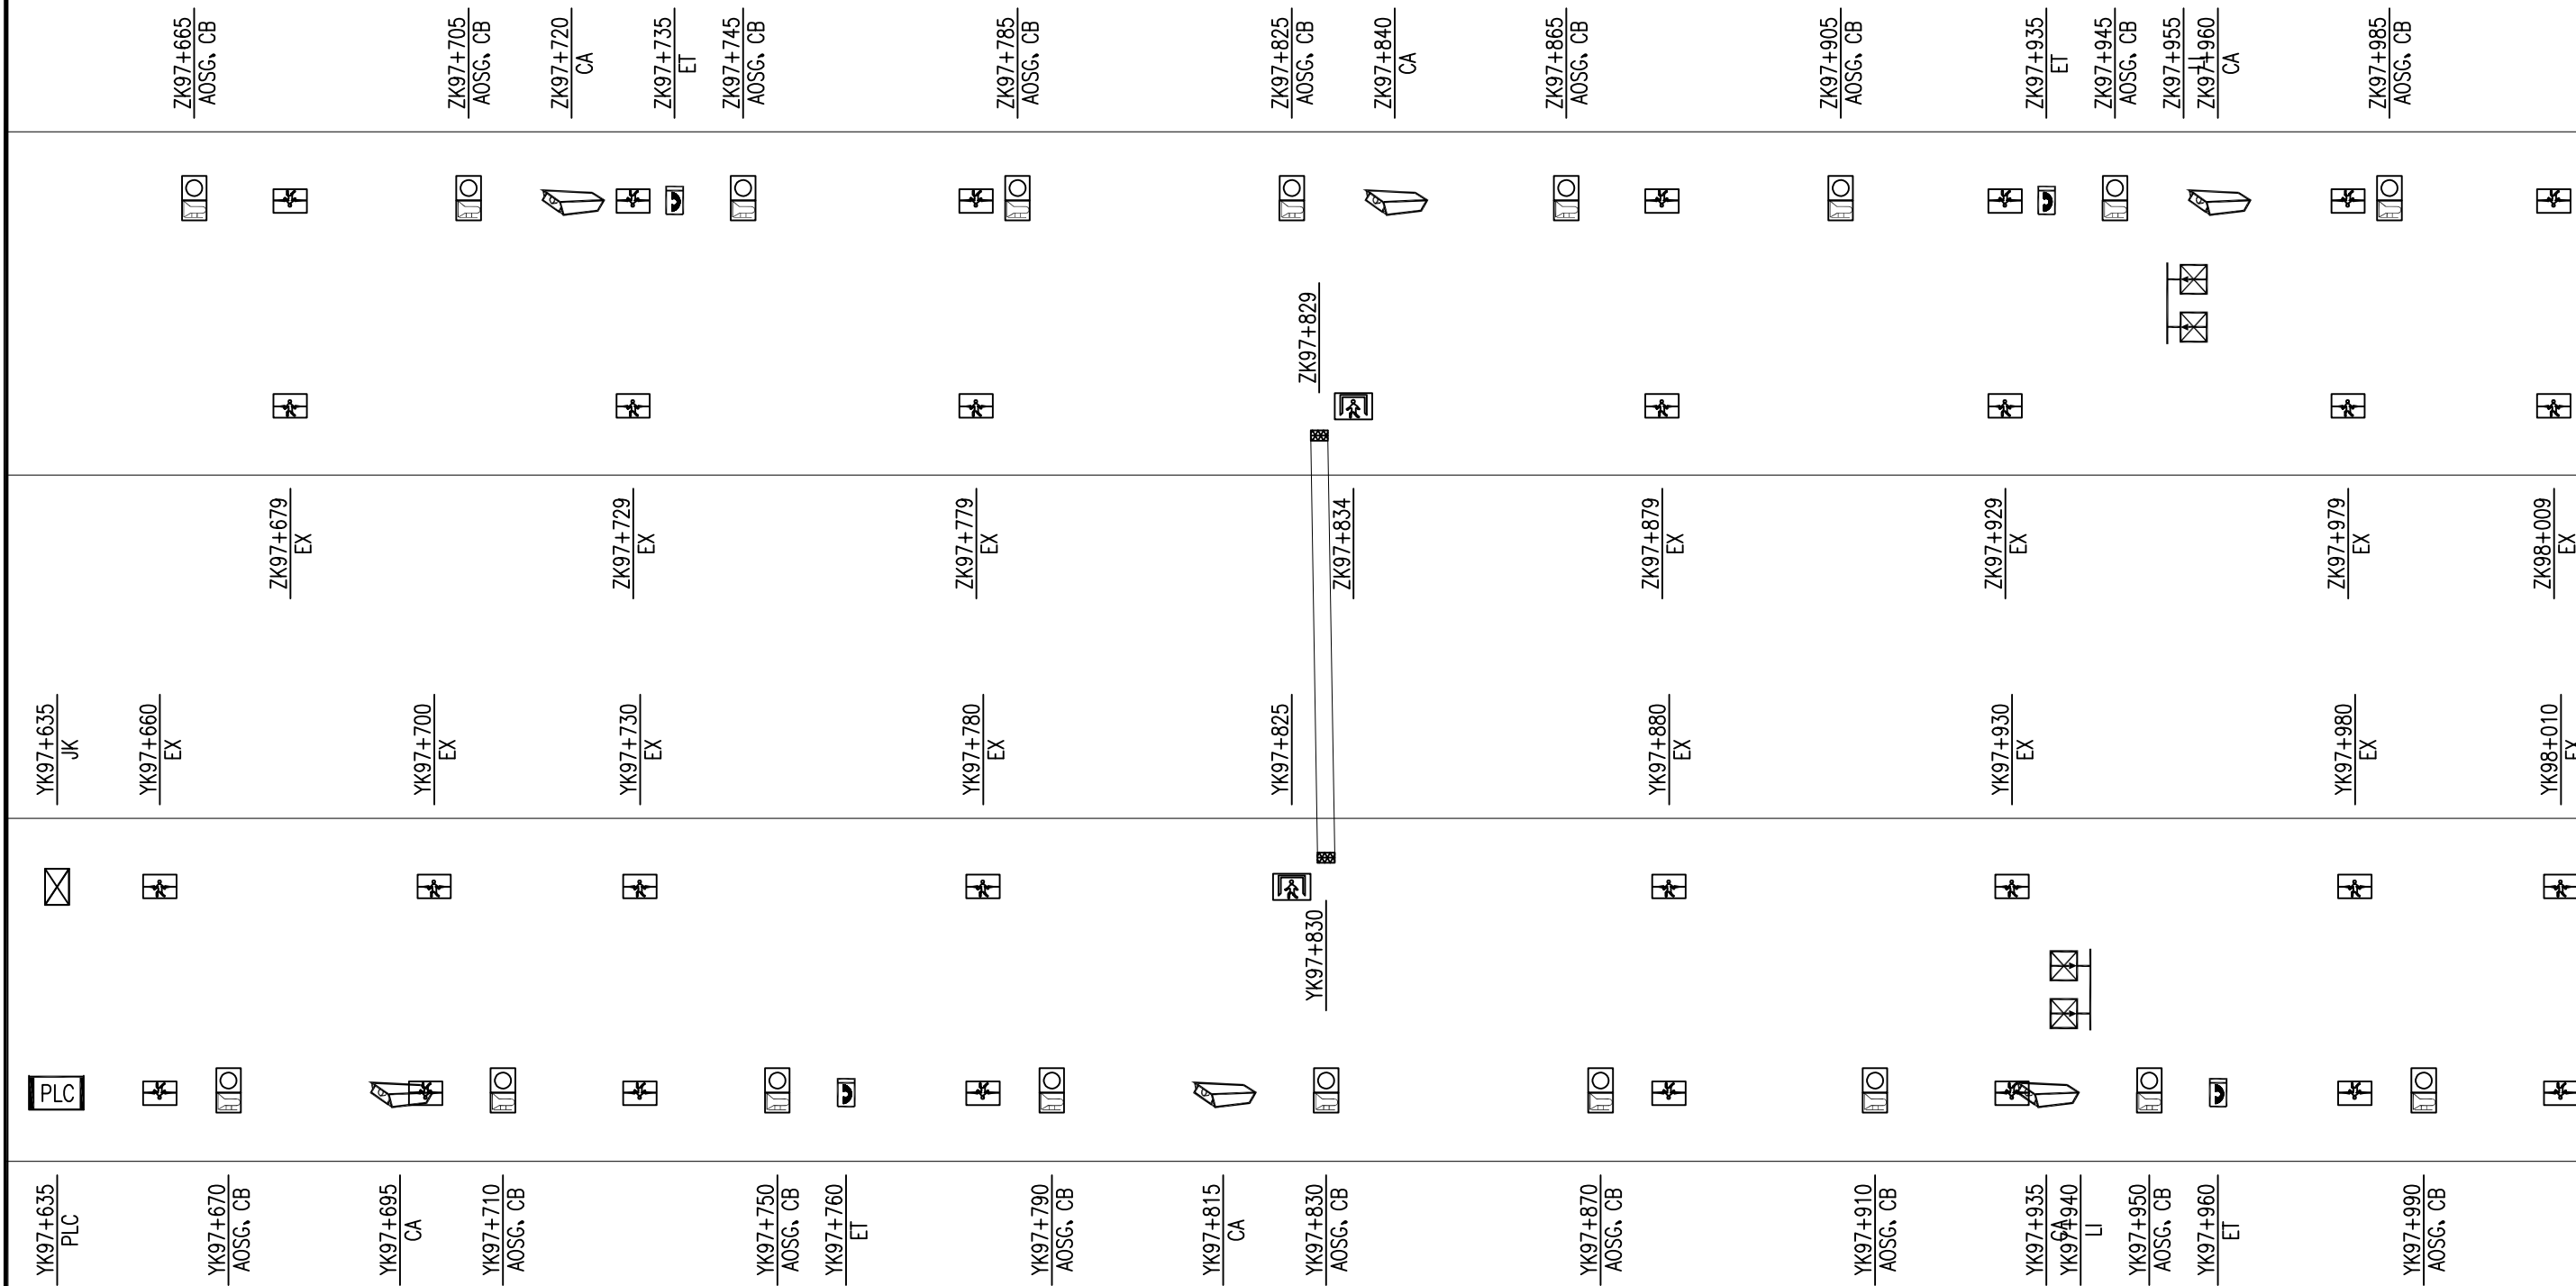 ZK97+665
AOSG、CB
ZK97+705
AOSG、CB
ZK97+720
CA
ZK97+735
ET
ZK97+745
AOSG、CB
ZK97+785
AOSG、CB
ZK97+825
AOSG、CB
ZK97+840
CA
ZK97+865
AOSG、CB
ZK97+905
AOSG、CB
ZK97+935
ET
ZK97+945
AOSG、CB
ZK97+955
LI
ZK97+960
CA
ZK97+985
AOSG、CB
ZK97+829
ZK97+679
EX
ZK97+729
EX
ZK97+779
EX
ZK97+834
ZK97+879
EX
ZK97+929
EX
ZK97+979
EX
ZK98+009
EX
YK97+635
JK
YK97+660
EX
YK97+700
EX
YK97+730
EX
YK97+780
EX
YK97+825
YK97+880
EX
YK97+930
EX
YK97+980
EX
YK98+010
EX
YK97+830
PLC
YK97+635
PLC
YK97+670
AOSG、CB
YK97+695
CA
YK97+710
AOSG、CB
YK97+750
AOSG、CB
YK97+760
ET
YK97+790
AOSG、CB
YK97+815
CA
YK97+830
AOSG、CB
YK97+870
AOSG、CB
YK97+910
AOSG、CB
YK97+935
CA
YK97+940
LI
YK97+950
AOSG、CB
YK97+960
ET
YK97+990
AOSG、CB